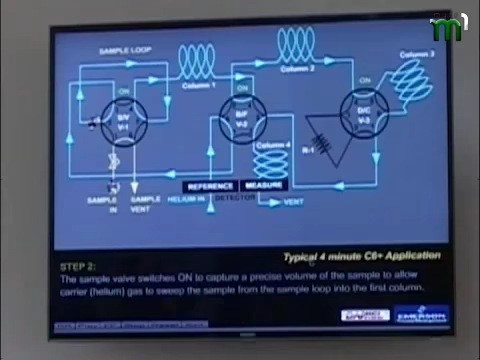 m1
SAMPLE LOOP
Column 1
Column 2
Column 3
ON
ON
ON
S/V
V-1
B/F
V-2
D/C
V-3
Column 4
R-1
REFERENCE
MEASURE
SAMPLE IN
SAMPLE VENT
HELIUM IN
DETECTOR
VENT
Typical 4 minute C6+ Application
STEP 2:
The sample valve switches ON to capture a precise volume of the sample to allow
carrier (helium) gas to sweep the sample from the sample loop into the first column.
EMERSON